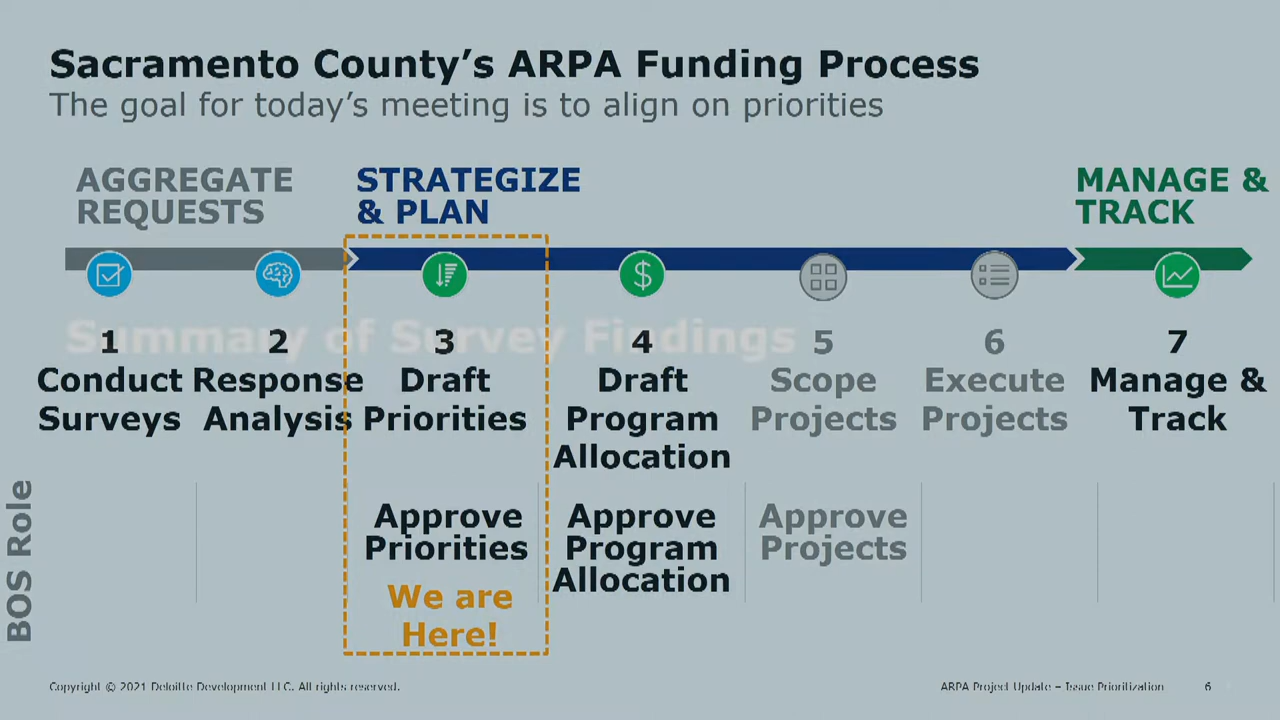 Sacramento County’s ARPA Funding Process
The goal for today’s meeting is to align on priorities
AGGREGATE
REQUESTS
STRATEGIZE
& PLAN
MANAGE &
TRACK
Summary of Survey Findings
1
Conduct
Surveys
2
Response
Analysis
3
Draft
Priorities
4
Draft
Program
Allocation
5
Scope
Projects
6
Execute
Projects
7
Manage &
Track
BOS Role
Approve
Priorities
We are
Here!
Approve
Program
Allocation
Approve
Projects
Copyright © 2021 Deloitte Development LLC. All rights reserved.
ARPA Project Update – Issue Prioritization
6